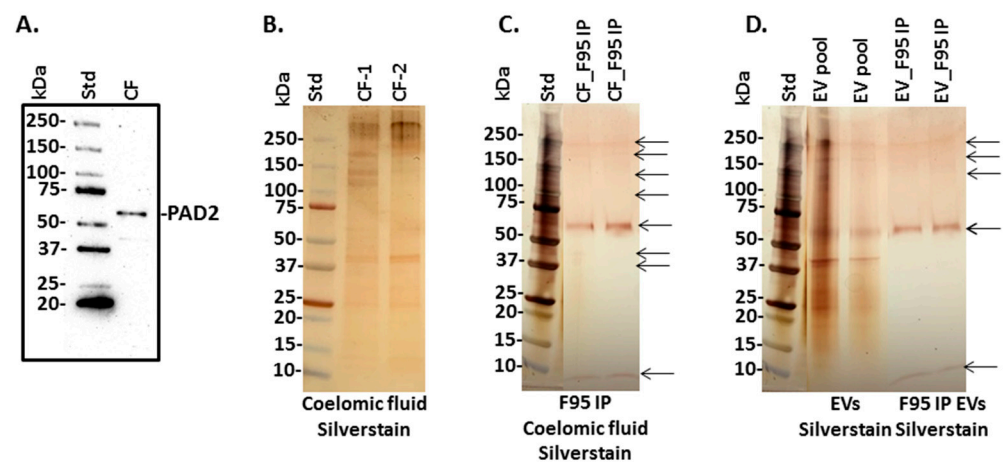 A.
kDa
Std
CF
250-
150-
100-
75-
50-
37-
25-
20-
-PAD2
B.
kDa
Std
CF-1
CF-2
250-
150-
100-
75-
50-
37-
25-
20-
15-
10-
Coelomic fluid
Silverstain
C.
kDa
Std
CF_F95 IP
CF_F95 IP
250-
150-
100-
75-
50-
37-
25-
20-
15-
10-
F95 IP
Coelomic fluid
Silverstain
D.
kDa
Std
EV pool
EV pool
EV_F95 IP
EV_F95 IP
250-
150-
100-
75-
50-
37-
25-
20-
15-
10-
EVs
Silverstain
F95 IP EVs
Silverstain